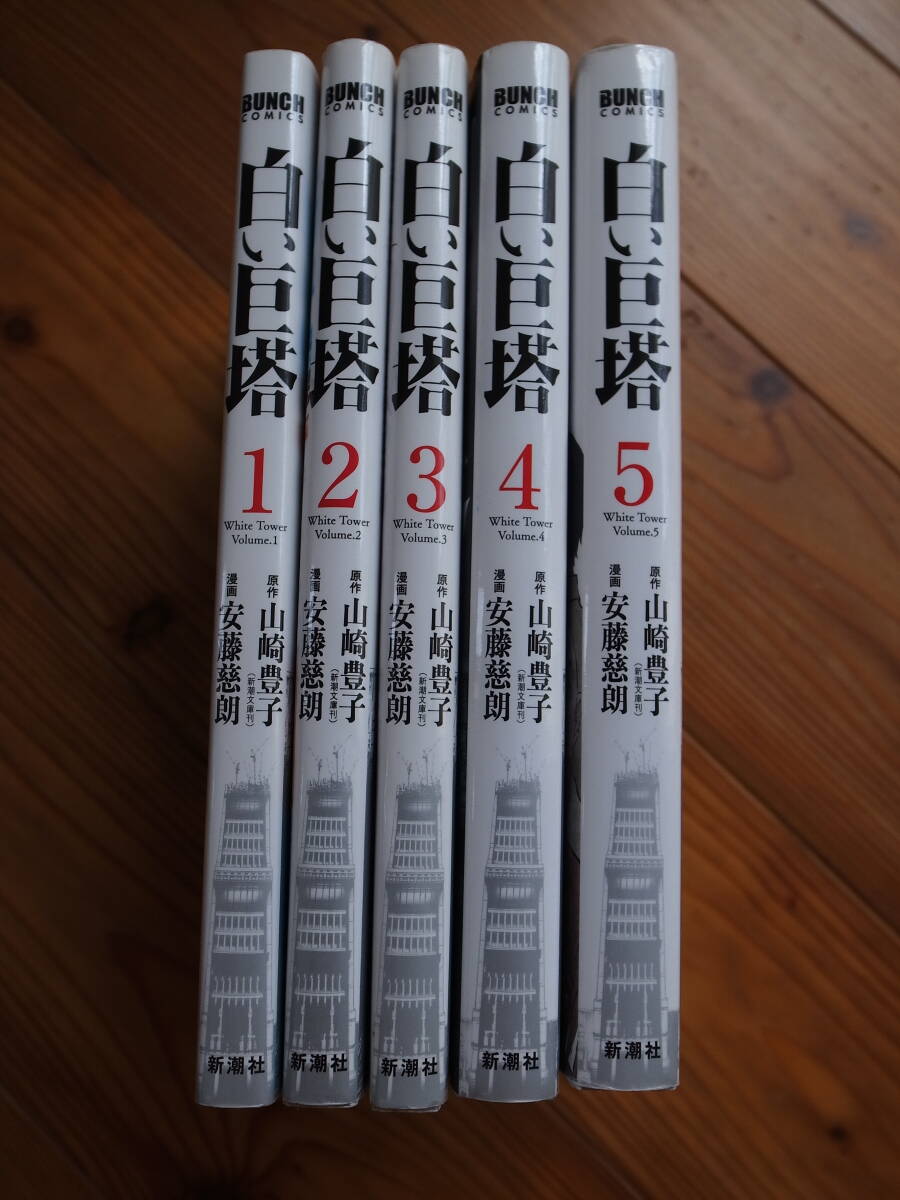 BUNCH
COMICS
白い巨塔
1
White Tower
Volume.1
原作 山崎豊子
(新潮文庫刊)
漫画 安藤慈朗
新潮社
BUNCH
COMICS
白い巨塔
2
White Tower
Volume.2
原作 山崎豊子
(新潮文庫刊)
漫画 安藤慈朗
新潮社
BUNCH
COMICS
白い巨塔
3
White Tower
Volume.3
原作 山崎豊子
(新潮文庫刊)
漫画 安藤慈朗
新潮社
BUNCH
COMICS
白い巨塔
4
White Tower
Volume.4
原作 山崎豊子
(新潮文庫刊)
漫画 安藤慈朗
新潮社
BUNCH
COMICS
白い巨塔
5
White Tower
Volume.5
原作 山崎豊子
(新潮文庫刊)
漫画 安藤慈朗
新潮社